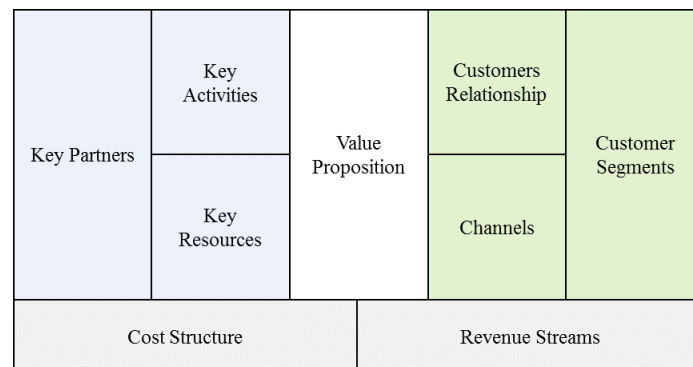 Key Partners
Key
Activities
Key
Resources
Value
Proposition
Customers
Relationship
Channels
Customer
Segments
Cost Structure
Revenue Streams